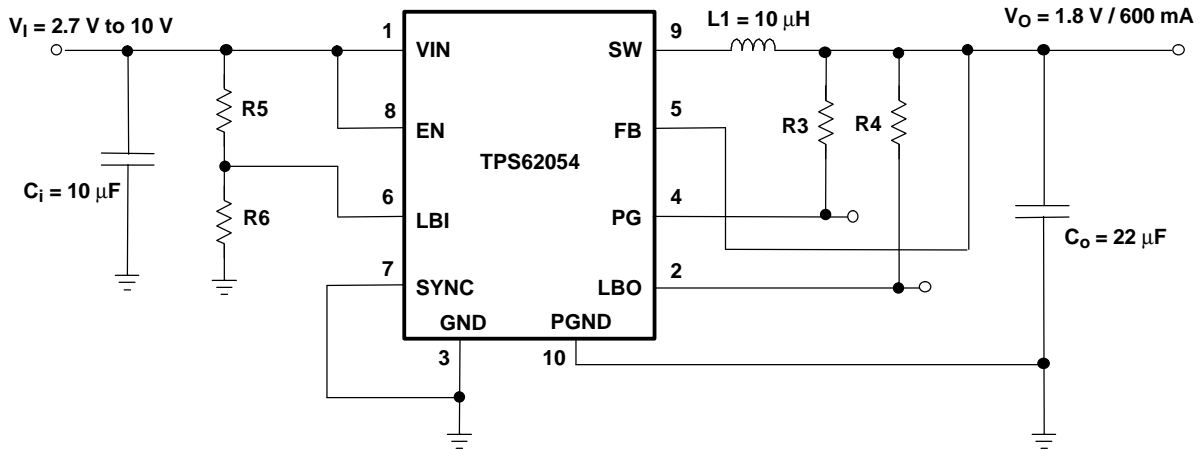 V_I = 2.7 V to 10 V
L1 = 10 μH
V_O = 1.8 V / 600 mA
1
VIN
SW
9
R5
8
EN
FB
5
R3
R4
TPS62054
C_i = 10 μF
R6
6
LBI
PG
4
C_o = 22 μF
7
SYNC
LBO
2
GND
PGND
3
10